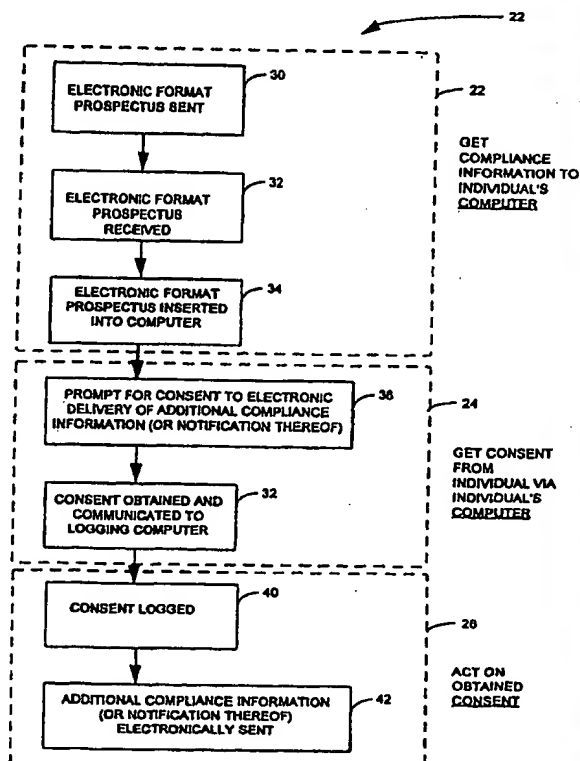 22
ELECTRONIC FORMAT
PROSPECTUS SENT
30
22
GET
COMPLIANCE
INFORMATION TO
INDIVIDUAL'S
COMPUTER
ELECTRONIC FORMAT
PROSPECTUS
RECEIVED
32
ELECTRONIC FORMAT
PROSPECTUS INSERTED
INTO COMPUTER
34
PROMPT FOR CONSENT TO ELECTRONIC
DELIVERY OF ADDITIONAL COMPLIANCE
INFORMATION (OR NOTIFICATION THEREOF)
36
24
GET CONSENT
FROM
INDIVIDUAL VIA
INDIVIDUAL'S
COMPUTER
CONSENT OBTAINED AND
COMMUNICATED TO
LOGGING COMPUTER
32
CONSENT LOGGED
40
26
ACT ON
OBTAINED
CONSENT
ADDITIONAL COMPLIANCE INFORMATION
(OR NOTIFICATION THEREOF)
ELECTRONICALLY SENT
42